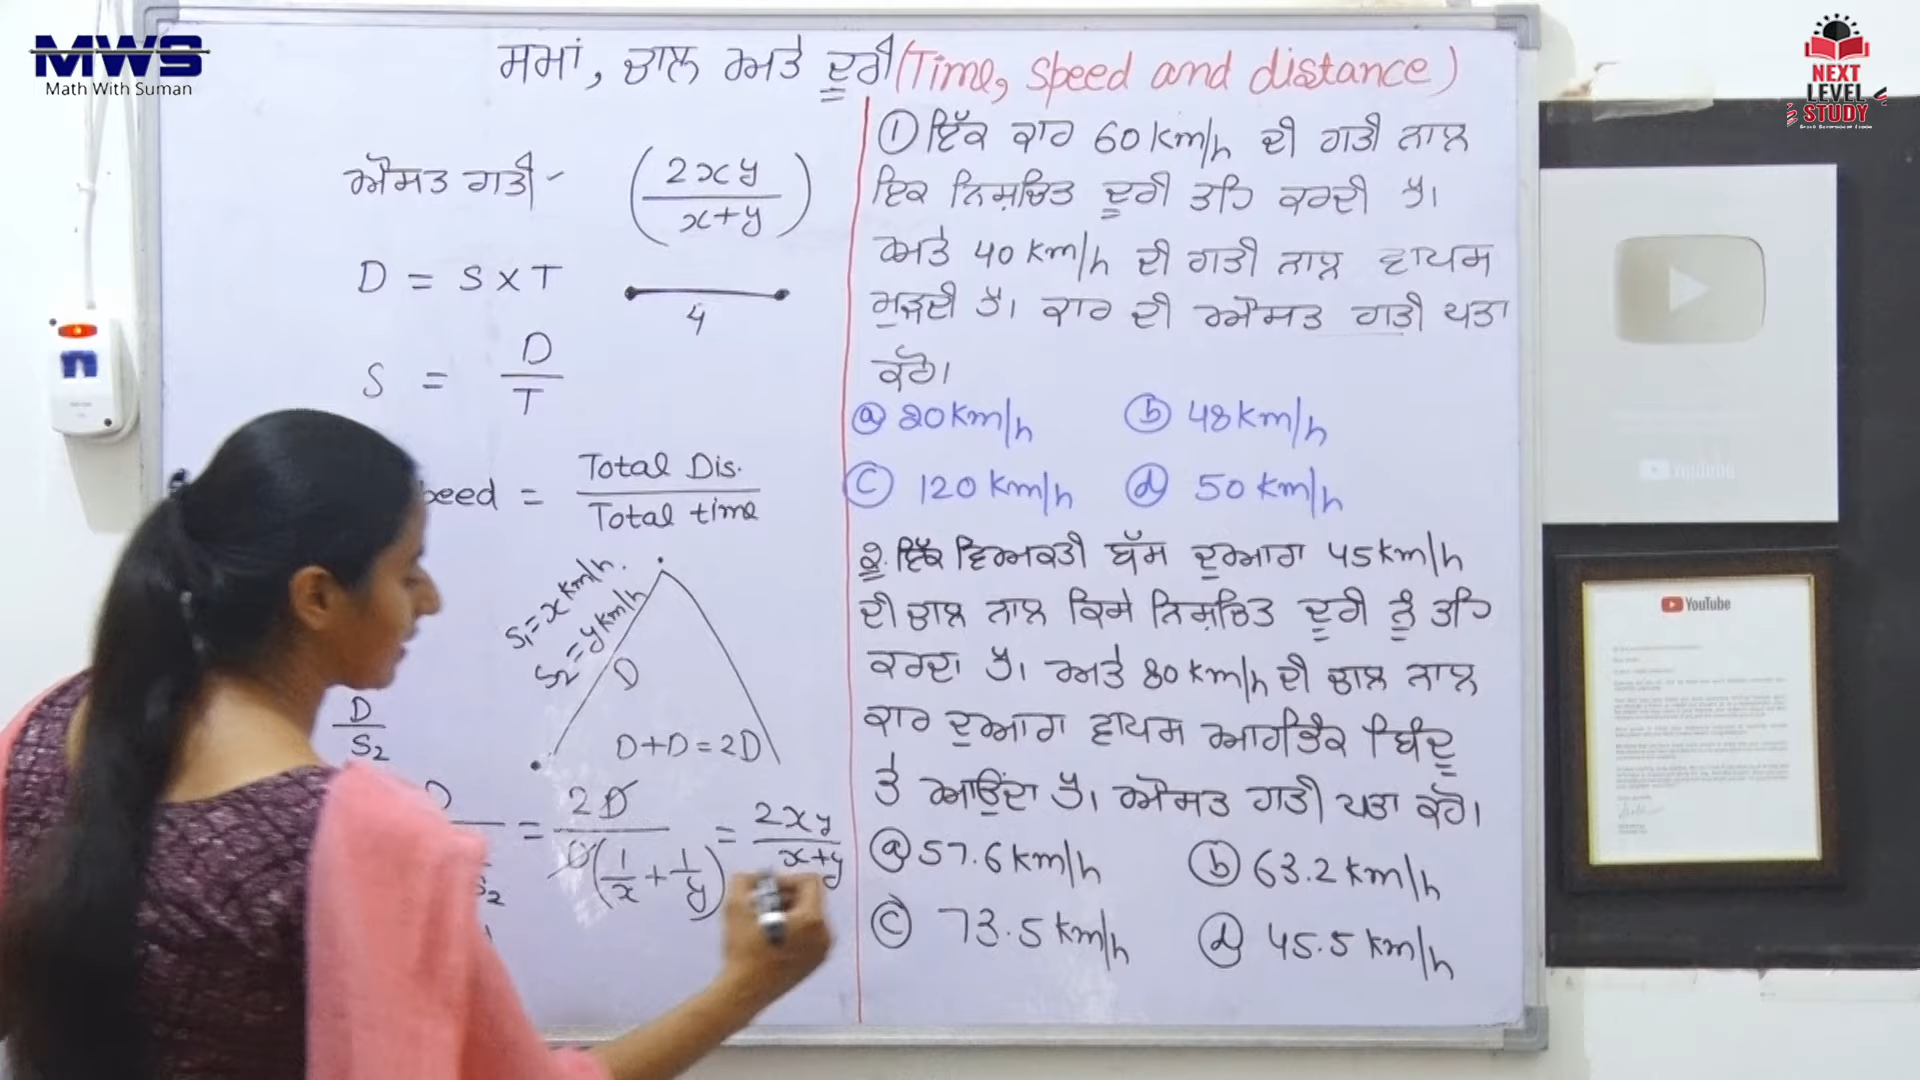 MWS
Math With Suman
NEXT
LEVEL
STUDY
ਸਮਾਂ, ਚਾਲ ਅਤੇ ਦੂਰੀ (Time, speed and distance)
ਔਸਤ ਗਤੀ - (2xy / x+y)
D = S X T
4
S = D / T
peed = Total Dis. / Total time
S₁ = x km/h.
S₂ = y km/h
D
D+D = 2D
D / S₂
= 2D / D(1/x + 1/y) = 2xy / x+y
① ਇੱਕ ਕਾਰ 60 km/h ਦੀ ਗਤੀ ਨਾਲ
ਇਕ ਨਿਸ਼ਚਿਤ ਦੂਰੀ ਤਹਿ ਕਰਦੀ ਹੈ।
ਅਤੇ 40 km/h ਦੀ ਗਤੀ ਨਾਲ ਵਾਪਸ
ਮੁੜਦੀ ਹੈ। ਕਾਰ ਦੀ ਔਸਤ ਗਤੀ ਪਤਾ
ਕਰੋ।
ⓐ 80 km/h ⓑ 48 km/h
ⓒ 120 km/h ⓓ 50 km/h
2. ਇੱਕ ਵਿਅਕਤੀ ਬੱਸ ਦੁਆਰਾ 45 km/h
ਦੀ ਚਾਲ ਨਾਲ ਕਿਸੇ ਨਿਸ਼ਚਿਤ ਦੂਰੀ ਨੂੰ ਤਹਿ
ਕਰਦਾ ਹੈ। ਅਤੇ 80 km/h ਦੀ ਚਾਲ ਨਾਲ
ਕਾਰ ਦੁਆਰਾ ਵਾਪਸ ਆਰੰਭਿਕ ਬਿੰਦੂ
ਤੇ ਆਉਂਦਾ ਹੈ। ਔਸਤ ਗਤੀ ਪਤਾ ਕਰੋ।
ⓐ 57.6 km/h ⓑ 63.2 km/h
ⓒ 73.5 km/h ⓓ 45.5 km/h
YouTube
YouTube